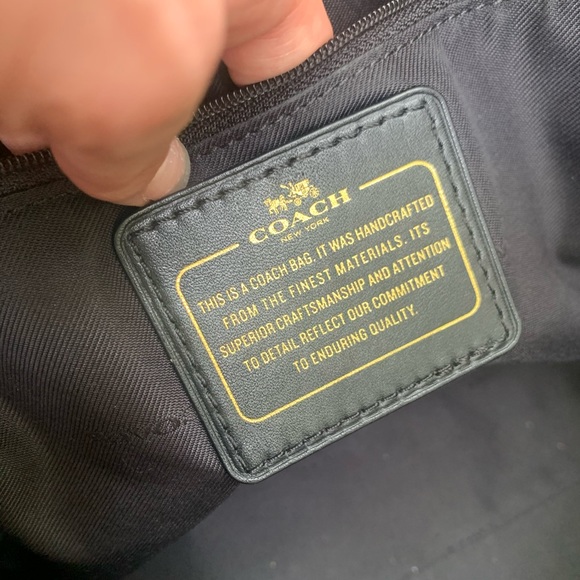 COACH
NEW YORK
THIS IS A COACH BAG. IT WAS HANDCRAFTED
FROM THE FINEST MATERIALS. ITS
SUPERIOR CRAFTSMANSHIP AND ATTENTION
TO DETAIL REFLECT OUR COMMITMENT
TO ENDURING QUALITY.